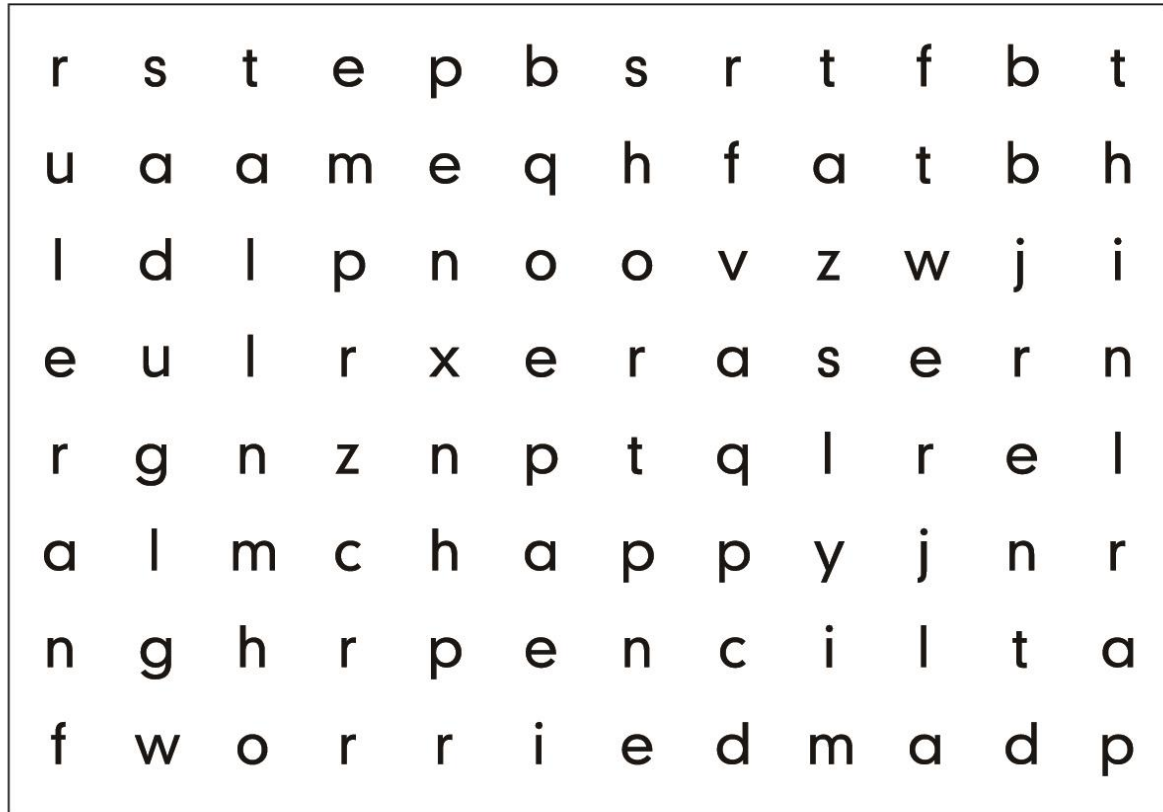 r s t e p b s r t f b t
u a a m e q h f a t b h
l d l p n o o v z w j i
e u l r x e r a s e r n
r g n z n p t q l r e l
a l m c h a p p y j n r
n g h r p e n c i l t a
f w o r r i e d m a d p